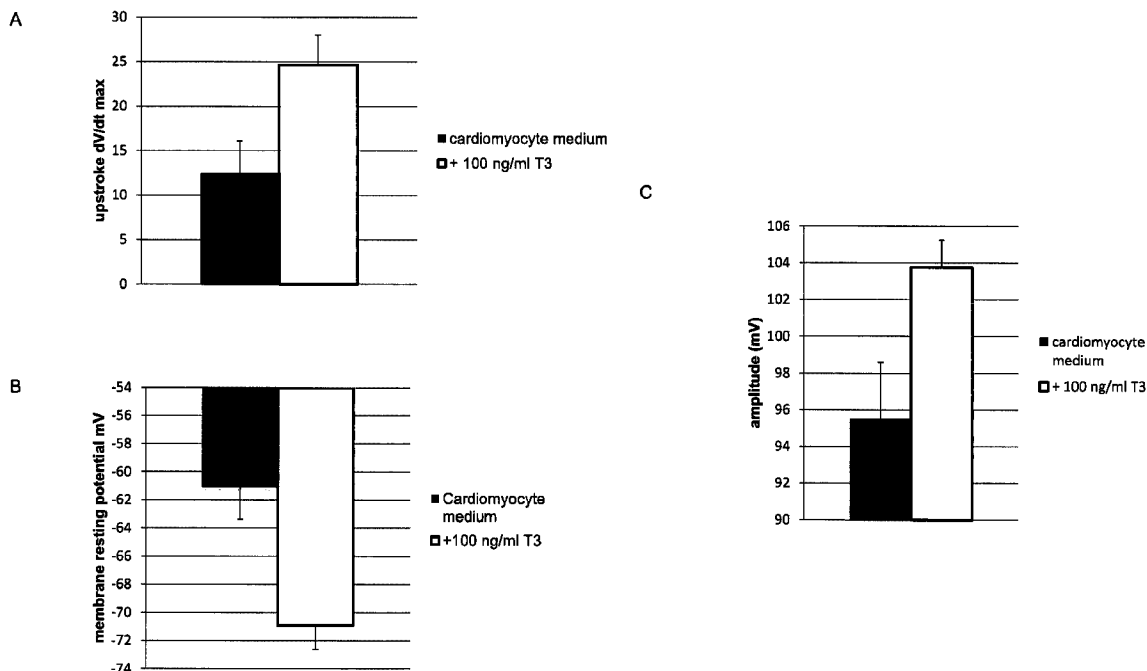 A
30
25
20
15
10
5
0
upstroke dV/dt max
cardiomyocyte medium
+ 100 ng/ml T3
B
-54
-56
-58
-60
-62
-64
-66
-68
-70
-72
-74
membrane resting potential mV
Cardiomyocyte
medium
+100 ng/ml T3
C
106
104
102
100
98
96
94
92
90
amplitude (mV)
cardiomyocyte
medium
+ 100 ng/ml T3